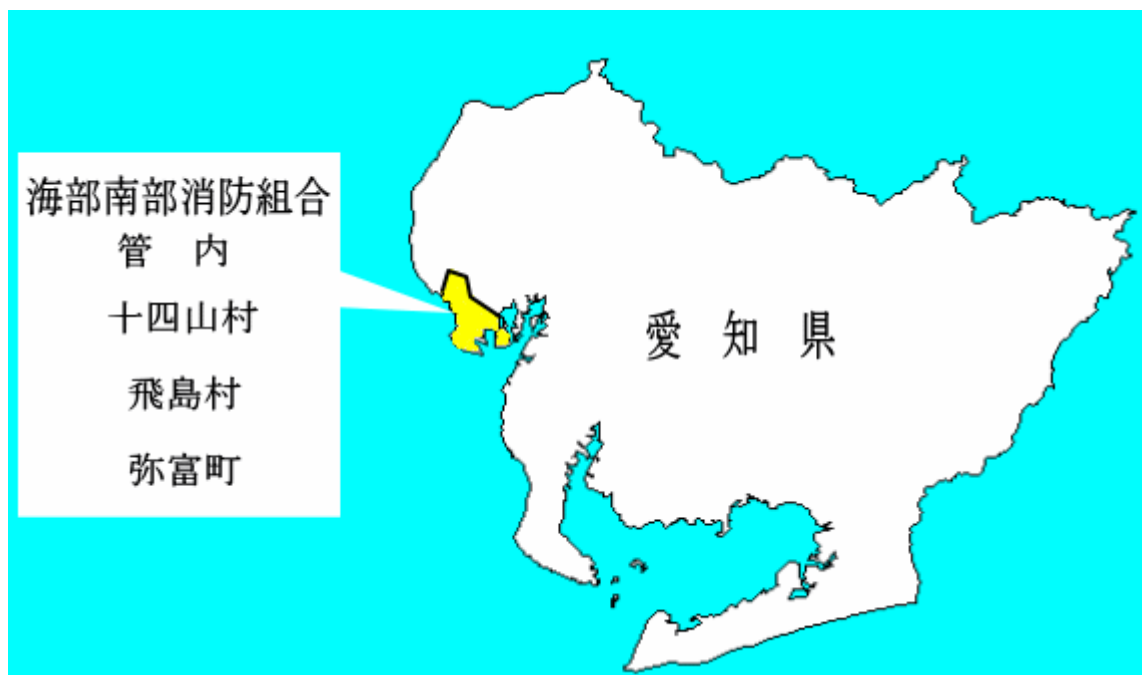 海部南部消防組合
管　内
十四山村
飛島村
弥富町
愛　知　県